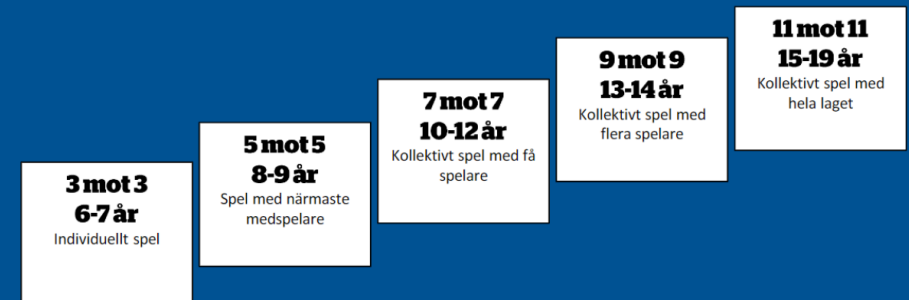 3 mot 3
6-7 år
Individuellt spel
5 mot 5
8-9 år
Spel med närmaste
medspelare
7 mot 7
10-12 år
Kollektivt spel med få
spelare
9 mot 9
13-14 år
Kollektivt spel med
flera spelare
11 mot 11
15-19 år
Kollektivt spel med
hela laget